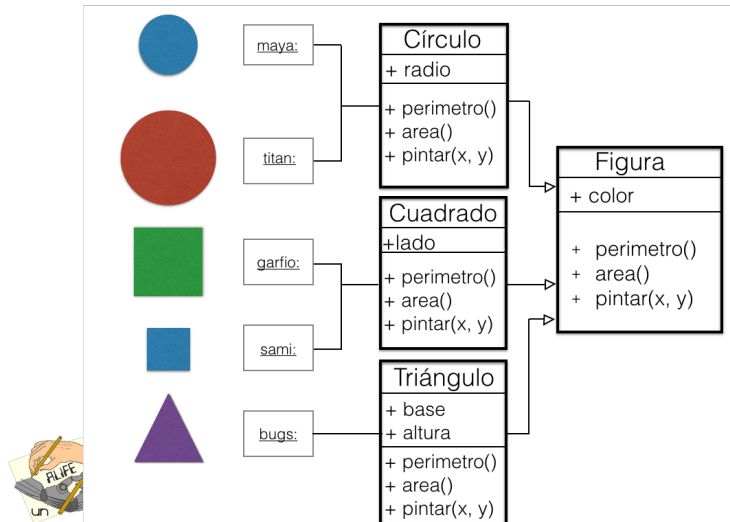 maya:
titan:
garfio:
sami:
bugs:
Círculo
+ radio
+ perimetro()
+ area()
+ pintar(x, y)
Cuadrado
+lado
+ perimetro()
+ area()
+ pintar(x, y)
Triángulo
+ base
+ altura
+ perimetro()
+ area()
+ pintar(x, y)
Figura
+ color
+ perimetro()
+ area()
+ pintar(x, y)
ALIFE
un